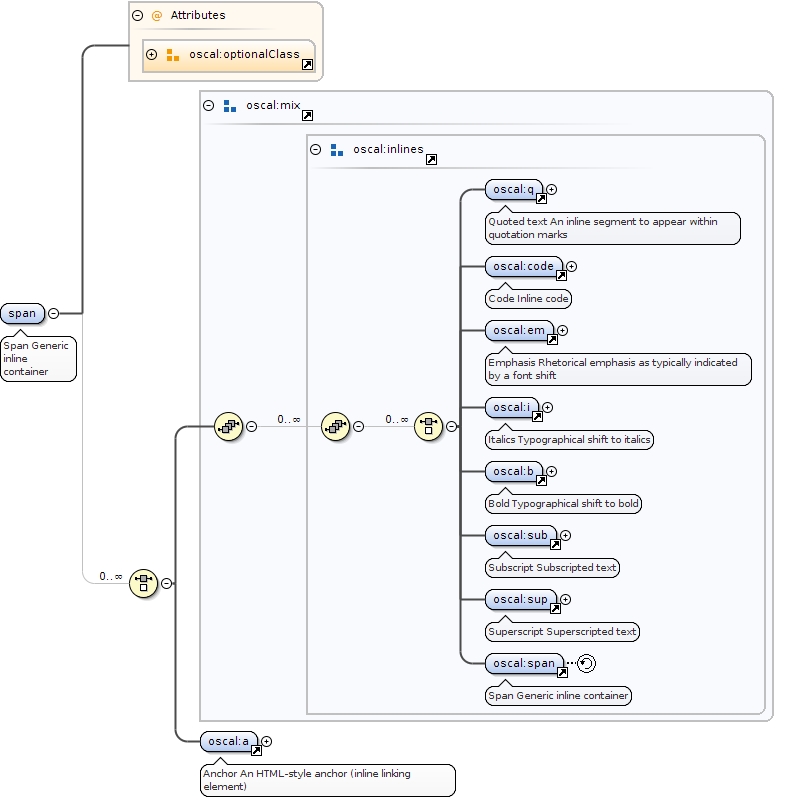 Attributes
oscal:optionalClass
oscal:mix
oscal:inlines
oscal:q
Quoted text An inline segment to appear within
quotation marks
oscal:code
Code Inline code
oscal:em
Emphasis Rhetorical emphasis as typically indicated
by a font shift
span
Span Generic
inline
container
oscal:i
0..∞
0..∞
Italics Typographical shift to italics
oscal:b
Bold Typographical shift to bold
oscal:sub
Subscript Subscripted text
0..∞
oscal:sup
Superscript Superscripted text
oscal:span
Span Generic inline container
oscal:a
Anchor An HTML-style anchor (inline linking
element)